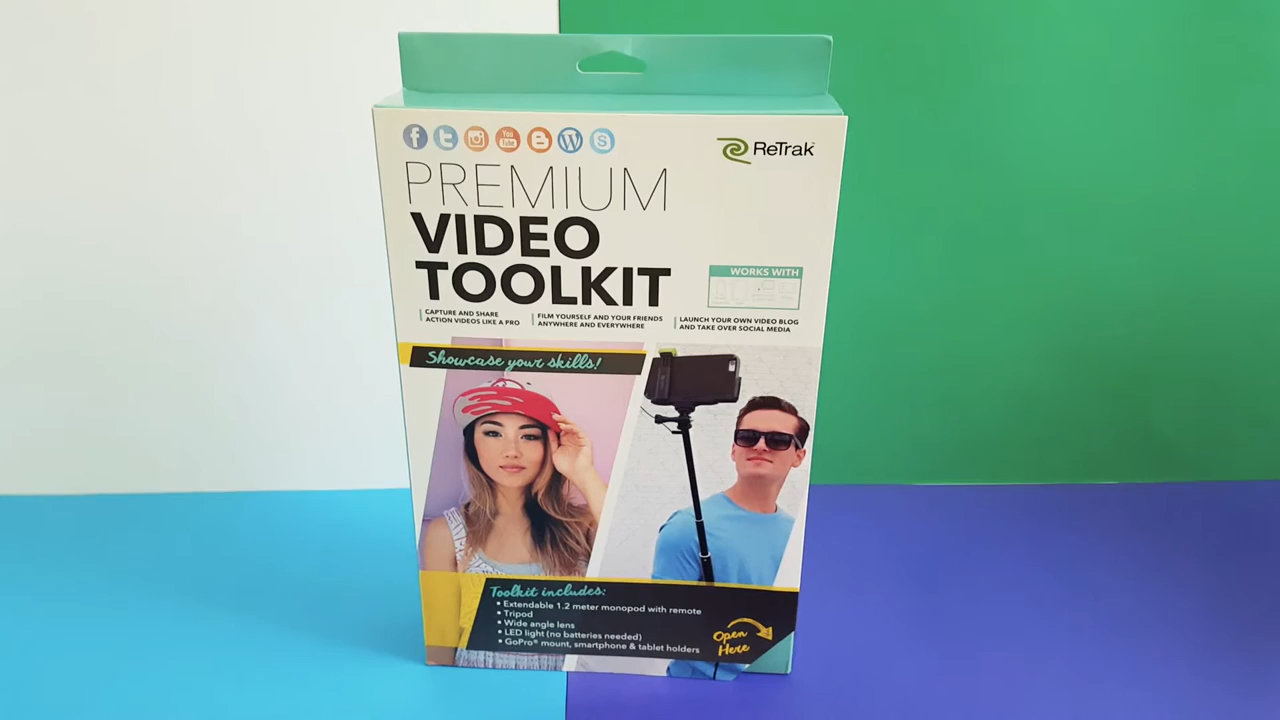 f t You Tube B W S
ReTrak
PREMIUM
VIDEO
TOOLKIT
WORKS WITH
CAPTURE AND SHARE
ACTION VIDEOS LIKE A PRO
FILM YOURSELF AND YOUR FRIENDS
ANYWHERE AND EVERYWHERE
LAUNCH YOUR OWN VIDEO BLOG
AND TAKE OVER SOCIAL MEDIA
Showcase your skills!
Toolkit includes:
• Extendable 1.2 meter monopod with remote
• Tripod
• Wide angle lens
• LED light (no batteries needed)
• GoPro® mount, smartphone & tablet holders
Open
Here